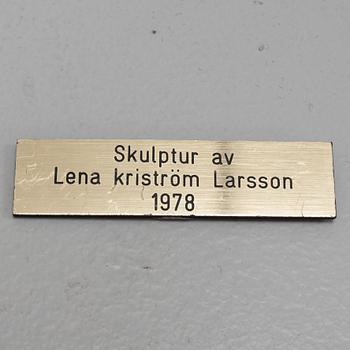 Skulptur av
Lena kriström Larsson
1978